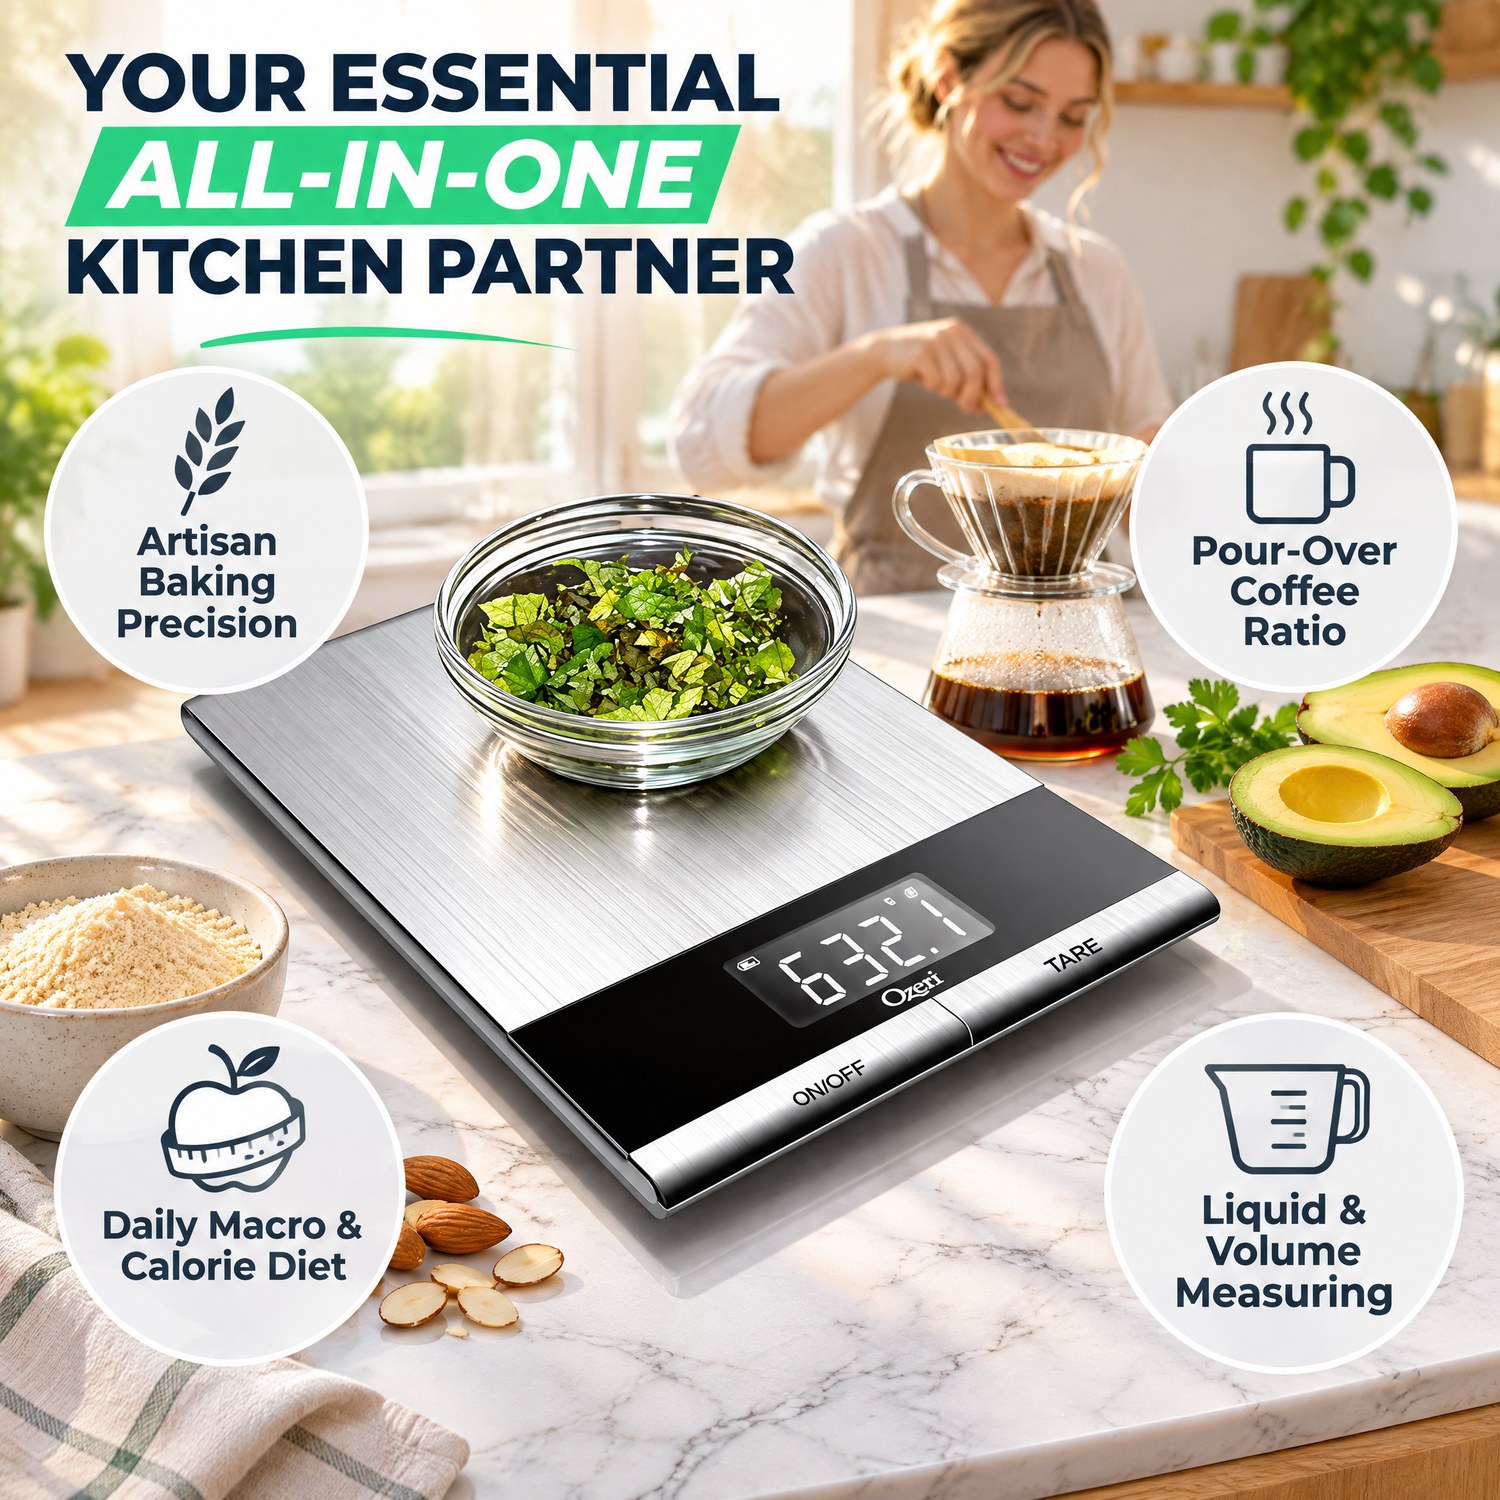 YOUR ESSENTIAL
ALL-IN-ONE
KITCHEN PARTNER
Artisan
Baking
Precision
Pour-Over
Coffee
Ratio
632.1
Ozeri
TARE
ON/OFF
Daily Macro &
Calorie Diet
Liquid &
Volume
Measuring